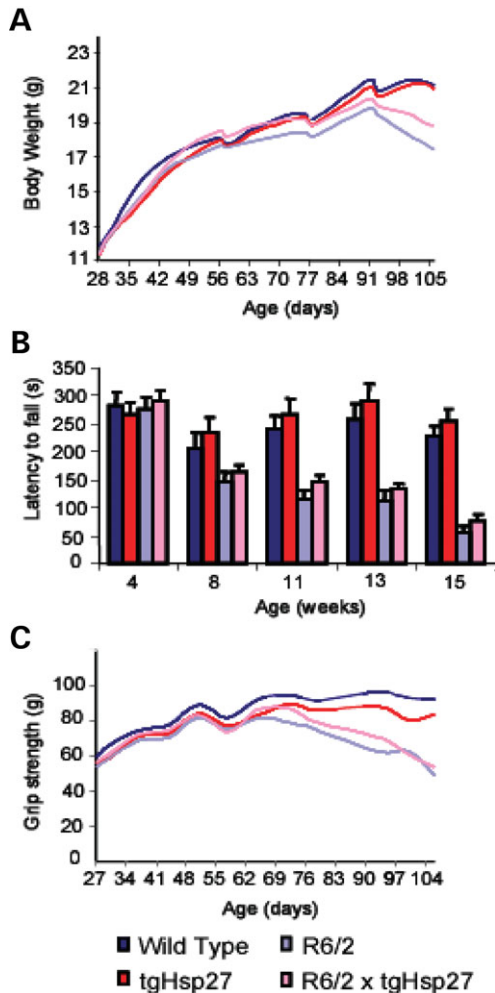 A
Body Weight (g)
23
21
19
17
15
13
11
28 35 42 49 56 63 70 77 84 91 98 105
Age (days)
B
Latency to fall (s)
350
300
250
200
150
100
50
0
4 8 11 13 15
Age (weeks)
C
Grip strength (g)
100
80
60
40
20
0
27 34 41 48 55 62 69 76 83 90 97 104
Age (days)
Wild Type R6/2
tgHsp27 R6/2 x tgHsp27